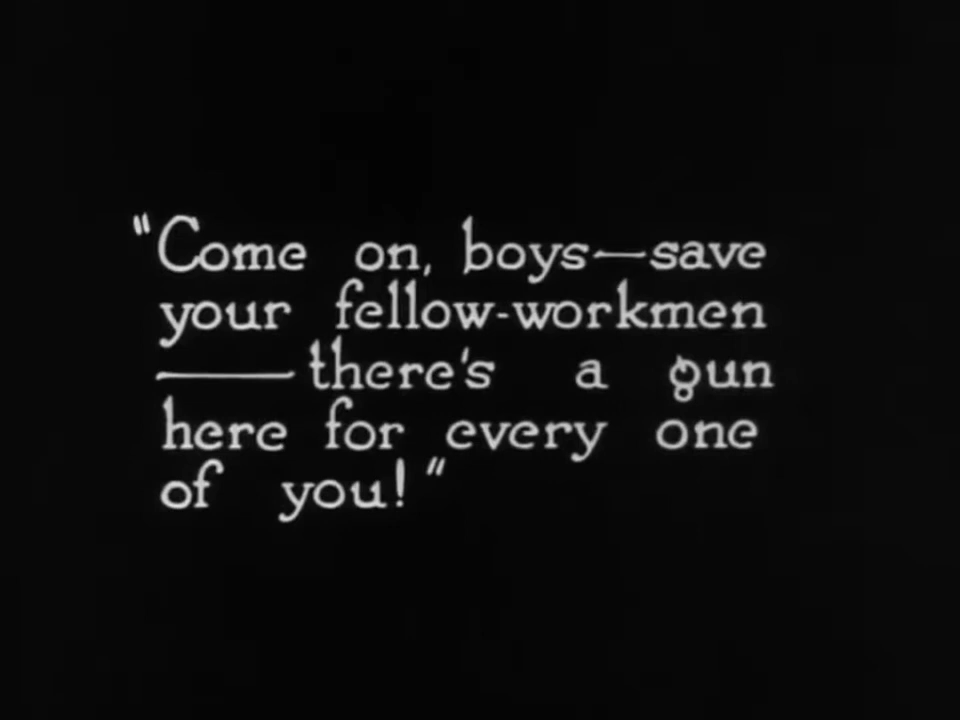 "Come on, boys—save
your fellow-workmen
—there's a gun
here for every one
of you!"